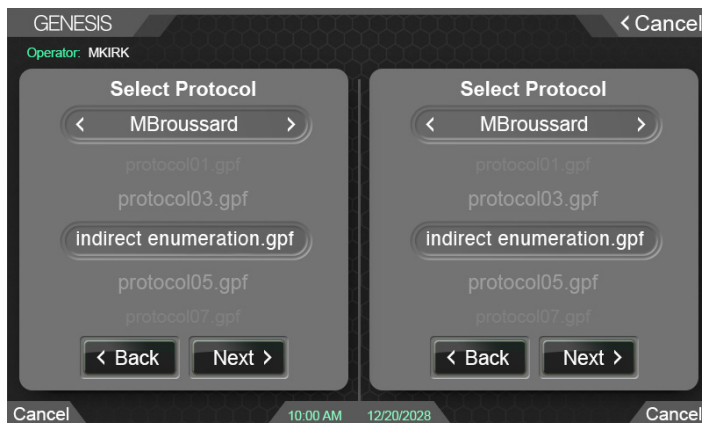 GENESIS
< Cancel
Operator: MKIRK
Select Protocol
< MBroussard >
protocol01.gpf
protocol03.gpf
indirect enumeration.gpf
protocol05.gpf
protocol07.gpf
< Back Next >
Select Protocol
< MBroussard >
protocol01.gpf
protocol03.gpf
indirect enumeration.gpf
protocol05.gpf
protocol07.gpf
< Back Next >
Cancel
10:00 AM 12/20/2028
Cancel